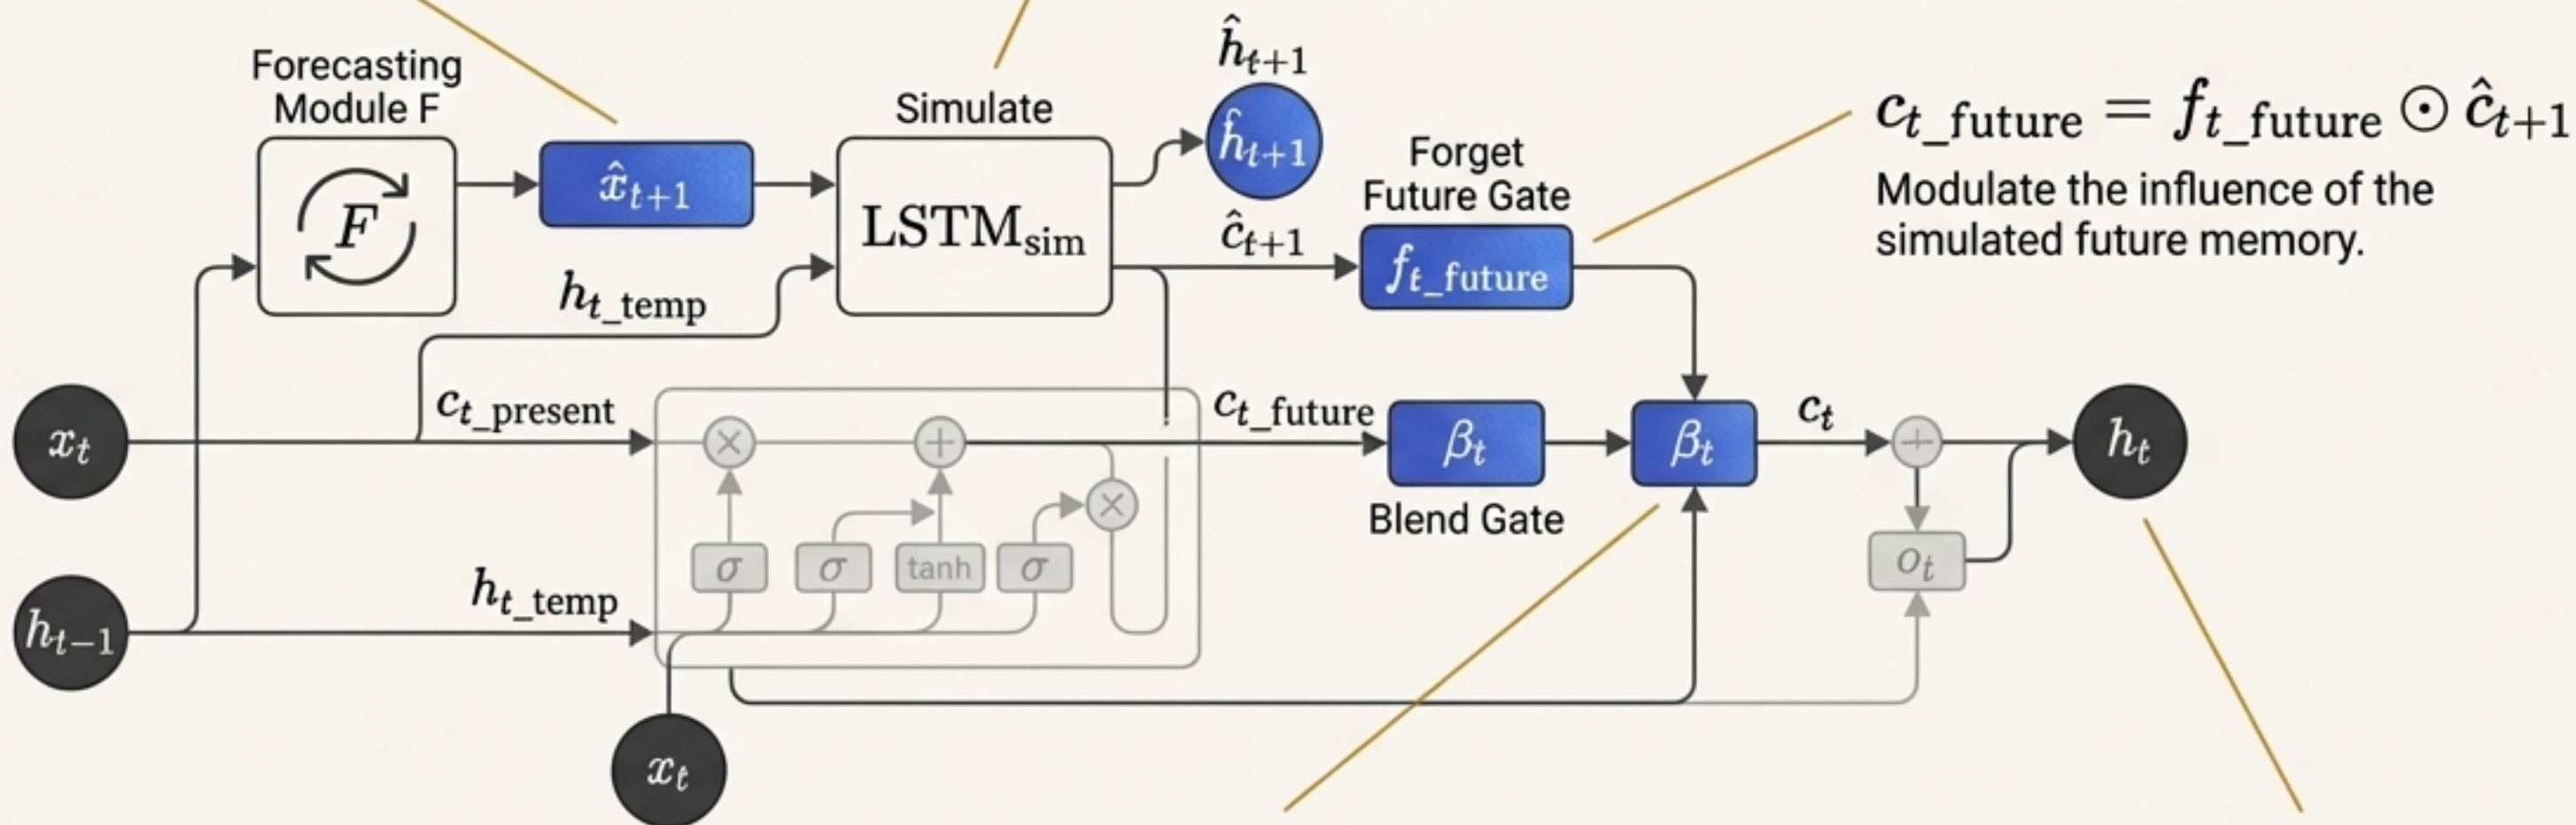 Forecasting
Module F
F
x̂ₜ₊₁
Simulate
LSTM_sim
ĥₜ₊₁
ĥₜ₊₁
ĉₜ₊₁
Forget
Future Gate
fₜ_future
cₜ_future = fₜ_future ⊙ ĉₜ₊₁
Modulate the influence of the
simulated future memory.
hₜ_temp
xₜ
cₜ_present
×
+
cₜ_future
βₜ
βₜ
cₜ
+
hₜ
Blend Gate
×
σ
σ
tanh
σ
oₜ
hₜ₋₁
hₜ_temp
xₜ